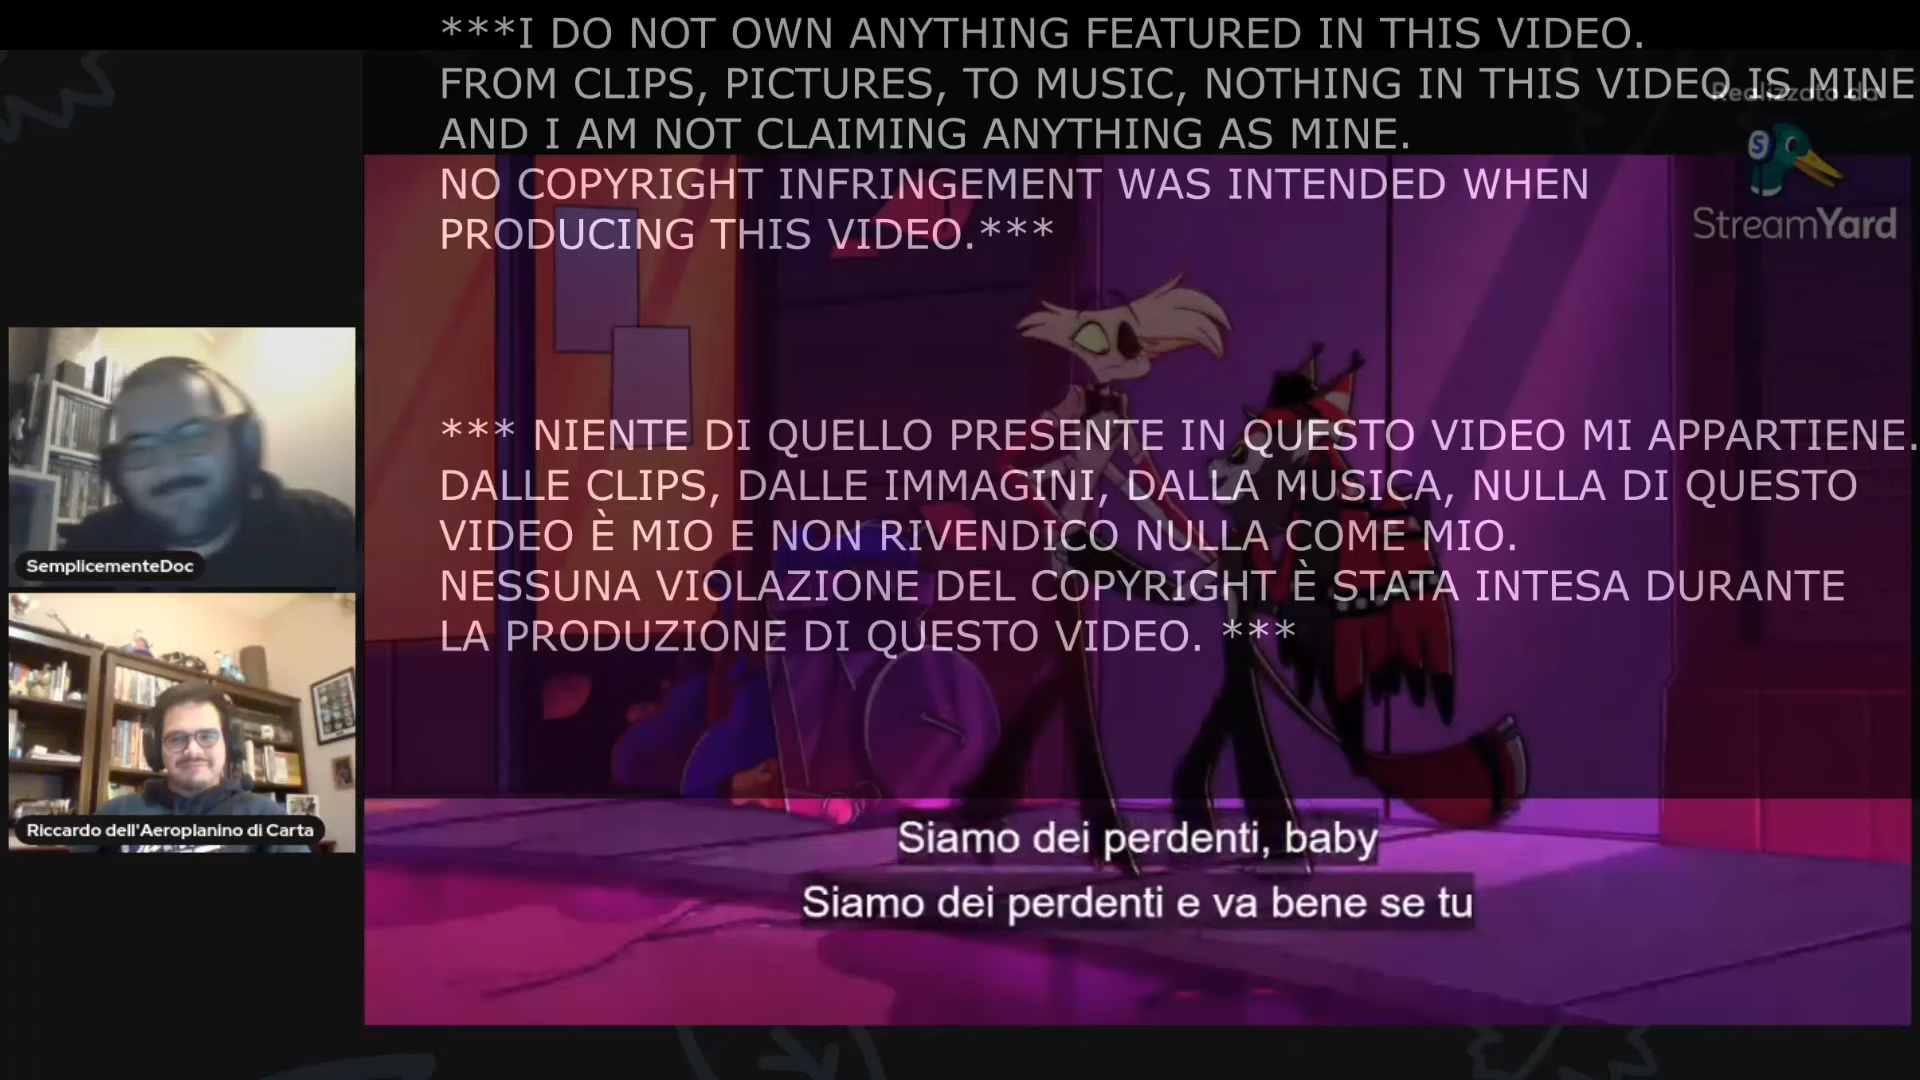 ***I DO NOT OWN ANYTHING FEATURED IN THIS VIDEO.
FROM CLIPS, PICTURES, TO MUSIC, NOTHING IN THIS VIDEO IS MINE
AND I AM NOT CLAIMING ANYTHING AS MINE.
NO COPYRIGHT INFRINGEMENT WAS INTENDED WHEN
PRODUCING THIS VIDEO.***
Realizzato da
StreamYard
*** NIENTE DI QUELLO PRESENTE IN QUESTO VIDEO MI APPARTIENE.
DALLE CLIPS, DALLE IMMAGINI, DALLA MUSICA, NULLA DI QUESTO
VIDEO È MIO E NON RIVENDICO NULLA COME MIO.
NESSUNA VIOLAZIONE DEL COPYRIGHT È STATA INTESA DURANTE
LA PRODUZIONE DI QUESTO VIDEO. ***
SemplicementeDoc
Riccardo dell'Aeroplanino di Carta
Siamo dei perdenti, baby
Siamo dei perdenti e va bene se tu